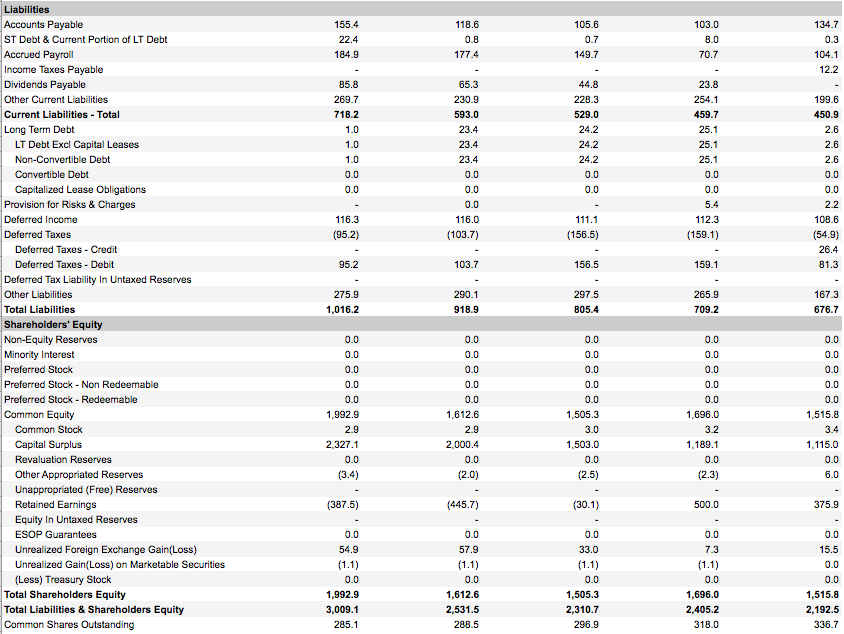 Liabilities
Accounts Payable 155.4 118.6 105.6 103.0 134.7
ST Debt & Current Portion of LT Debt 22.4 0.8 0.7 8.0 0.3
Accrued Payroll 184.9 177.4 149.7 70.7 104.1
Income Taxes Payable - - - - 12.2
Dividends Payable 85.8 65.3 44.8 23.8 -
Other Current Liabilities 269.7 230.9 228.3 254.1 199.6
Current Liabilities - Total 718.2 593.0 529.0 459.7 450.9
Long Term Debt 1.0 23.4 24.2 25.1 2.6
LT Debt Excl Capital Leases 1.0 23.4 24.2 25.1 2.6
Non-Convertible Debt 1.0 23.4 24.2 25.1 2.6
Convertible Debt 0.0 0.0 0.0 0.0 0.0
Capitalized Lease Obligations 0.0 0.0 0.0 0.0 0.0
Provision for Risks & Charges - 0.0 - 5.4 2.2
Deferred Income 116.3 116.0 111.1 112.3 108.6
Deferred Taxes (95.2) (103.7) (156.5) (159.1) (54.9)
Deferred Taxes - Credit - - - - 26.4
Deferred Taxes - Debit 95.2 103.7 156.5 159.1 81.3
Deferred Tax Liability In Untaxed Reserves - - - - -
Other Liabilities 275.9 290.1 297.5 265.9 167.3
Total Liabilities 1,016.2 918.9 805.4 709.2 676.7
Shareholders' Equity
Non-Equity Reserves 0.0 0.0 0.0 0.0 0.0
Minority Interest 0.0 0.0 0.0 0.0 0.0
Preferred Stock 0.0 0.0 0.0 0.0 0.0
Preferred Stock - Non Redeemable 0.0 0.0 0.0 0.0 0.0
Preferred Stock - Redeemable 0.0 0.0 0.0 0.0 0.0
Common Equity 1,992.9 1,612.6 1,505.3 1,696.0 1,515.8
Common Stock 2.9 2.9 3.0 3.2 3.4
Capital Surplus 2,327.1 2,000.4 1,503.0 1,189.1 1,115.0
Revaluation Reserves 0.0 0.0 0.0 0.0 0.0
Other Appropriated Reserves (3.4) (2.0) (2.5) (2.3) 6.0
Unappropriated (Free) Reserves - - - - -
Retained Earnings (387.5) (445.7) (30.1) 500.0 375.9
Equity In Untaxed Reserves - - - - -
ESOP Guarantees 0.0 0.0 0.0 0.0 0.0
Unrealized Foreign Exchange Gain(Loss) 54.9 57.9 33.0 7.3 15.5
Unrealized Gain(Loss) on Marketable Securities (1.1) (1.1) (1.1) (1.1) 0.0
(Less) Treasury Stock 0.0 0.0 0.0 0.0 0.0
Total Shareholders Equity 1,992.9 1,612.6 1,505.3 1,696.0 1,515.8
Total Liabilities & Shareholders Equity 3,009.1 2,531.5 2,310.7 2,405.2 2,192.5
Common Shares Outstanding 285.1 288.5 296.9 318.0 336.7